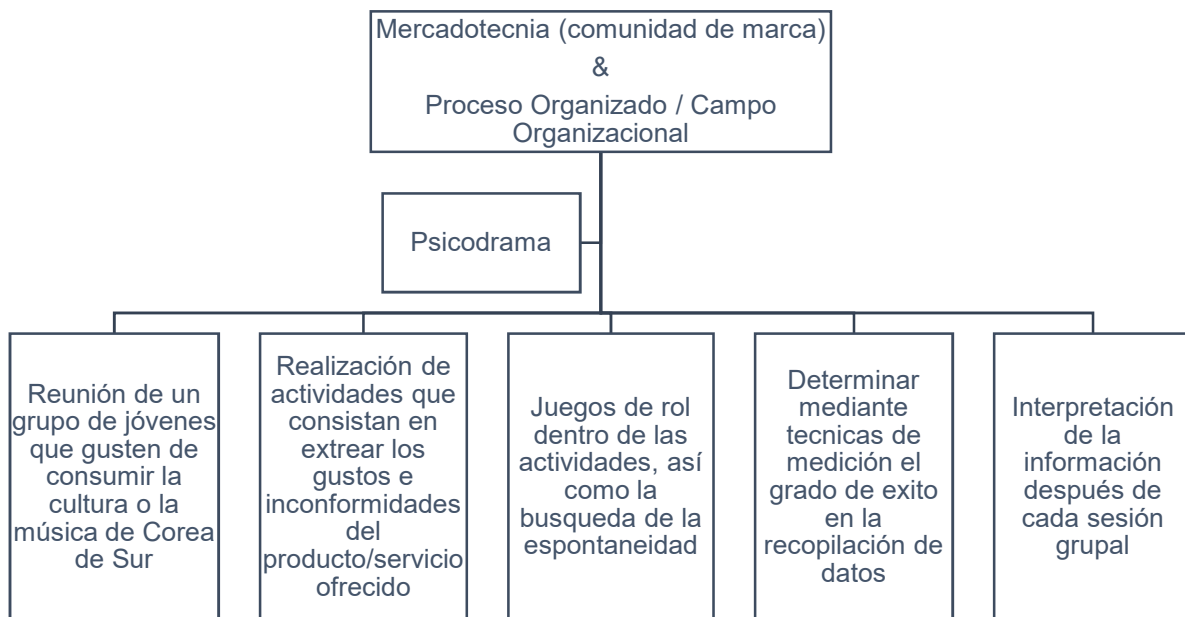 Mercadotecnia (comunidad de marca)
&
Proceso Organizado / Campo
Organizacional
Psicodrama
Reunión de un
grupo de jóvenes
que gusten de
consumir la
cultura o la
música de Corea
de Sur
Realización de
actividades que
consistan en
extrear los
gustos e
inconformidades
del
producto/servicio
ofrecido
Juegos de rol
dentro de las
actividades, así
como la
busqueda de la
espontaneidad
Determinar
mediante
tecnicas de
medición el
grado de exito
en la
recopilación de
datos
Interpretación
de la
información
después de
cada sesión
grupal